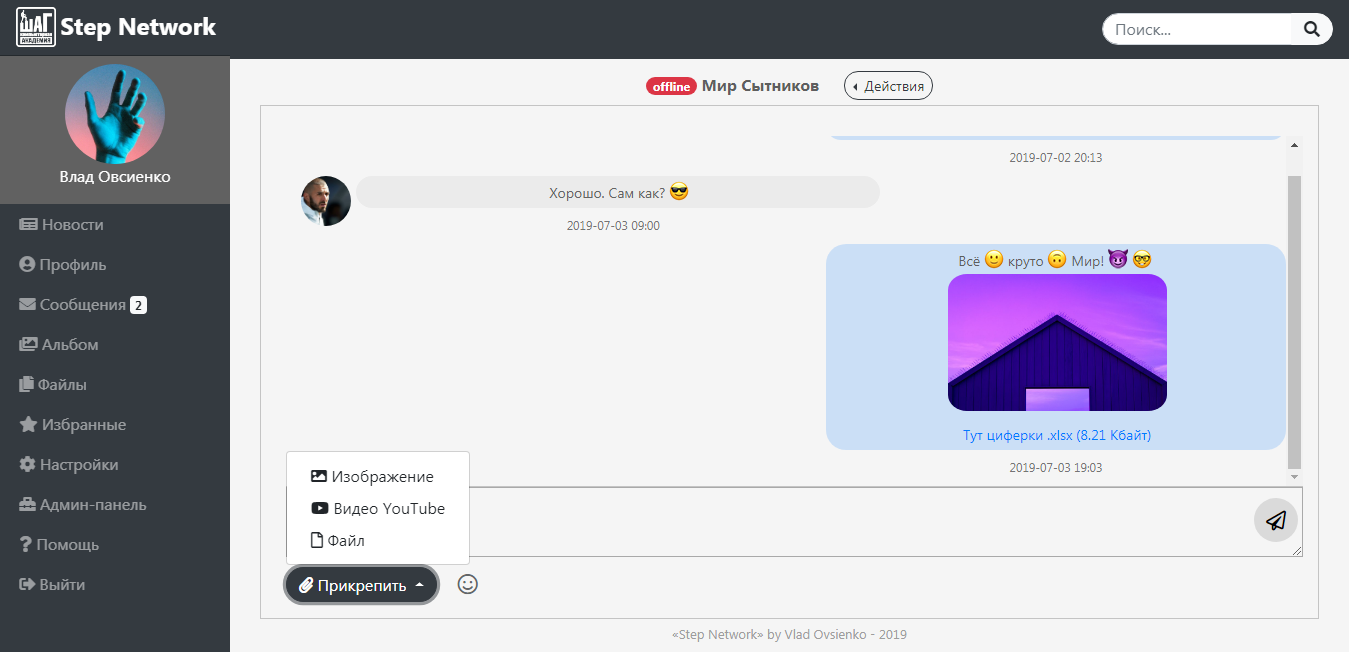 ШАГ
КОМПЬЮТЕРНАЯ
АКАДЕМИЯ
Step Network
Поиск...
Влад Овсиенко
Новости
Профиль
Сообщения 2
Альбом
Файлы
Избранные
Настройки
Админ-панель
Помощь
Выйти
offline Мир Сытников
Действия
2019-07-02 20:13
Хорошо. Сам как? 😎
2019-07-03 09:00
Всё 🙂 круто 🙃 Мир! 😈 🤓
Тут циферки .xlsx (8.21 Кбайт)
2019-07-03 19:03
Изображение
Видео YouTube
Файл
Прикрепить
«Step Network» by Vlad Ovsienko - 2019